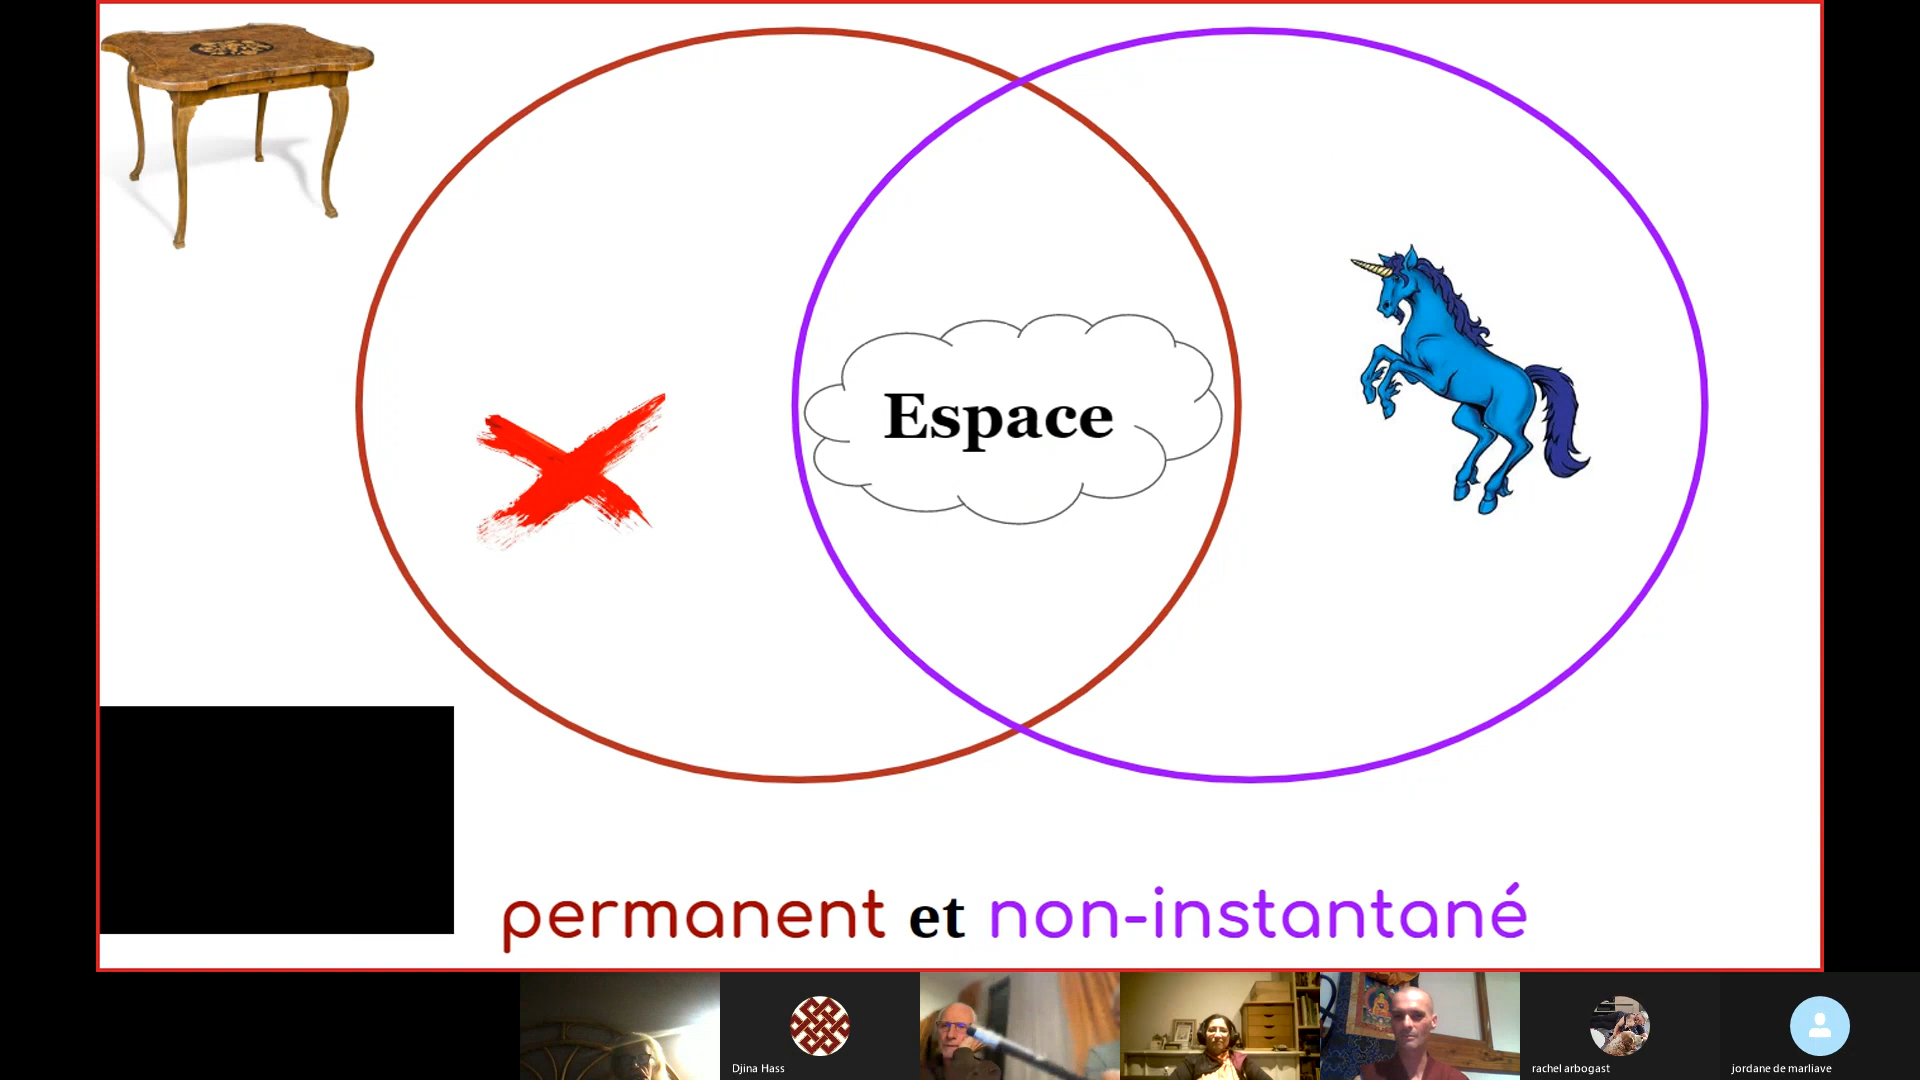 Espace
permanent et non-instantané
Djina Hass
rachel arbogast
jordane de marliave